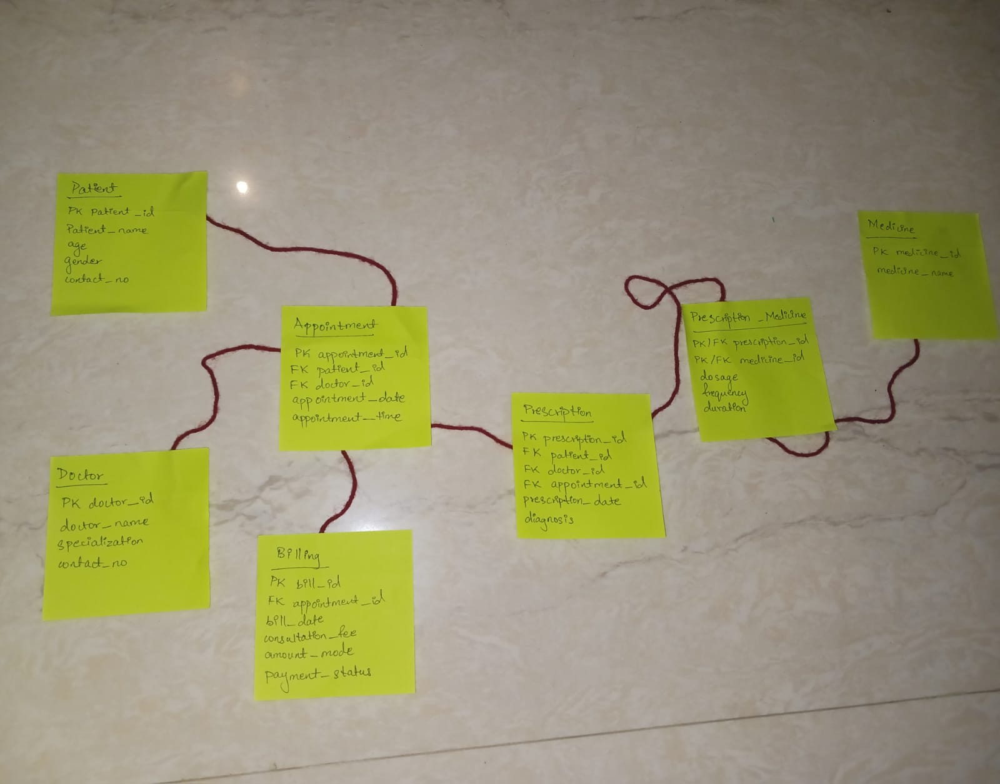 Patient
PK patient_id
Patient_name
age
gender
contact_no
Appointment
PK appointment_id
FK patient_id
FK doctor_id
appointment_date
appointment_time
Doctor
PK doctor_id
doctor_name
specialization
contact_no
Billing
PK bill_id
FK appointment_id
bill_date
consultation_fee
amount_mode
payment_status
Prescription
PK prescription_id
FK patient_id
FK doctor_id
FK appointment_id
prescription_date
diagnosis
Prescription_Medicine
PK/FK prescription_id
PK/FK medicine_id
dosage
frequency
duration
Medicine
PK medicine_id
medicine_name